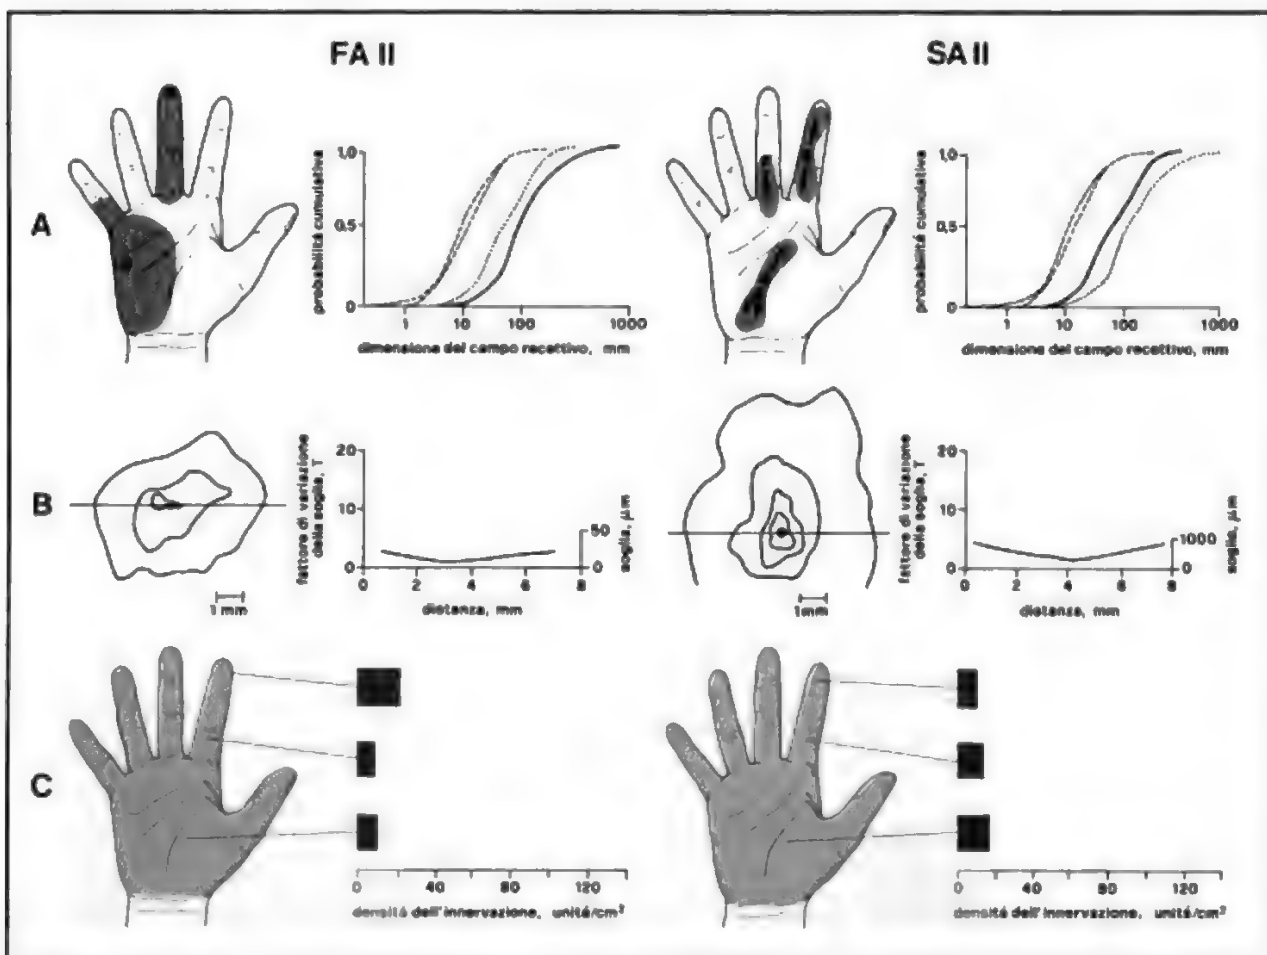 FA II
SA II
A
probabilità cumulativa
1,0
0,5
0
1
10
100
1000
dimensione del campo recettivo, mm
probabilità cumulativa
1,0
0,5
0
1
10
100
1000
dimensione del campo recettivo, mm
B
1 mm
fattore di variazione
della soglia, T
20
10
0
0
2
4
6
8
distanza, mm
50
0
soglia, μm
1mm
fattore di variazione
della soglia, T
20
10
0
0
2
4
6
8
distanza, mm
1000
0
soglia, μm
C
0
40
80
120
densità dell'innervazione, unità/cm²
0
40
80
120
densità dell'innervazione, unità/cm²